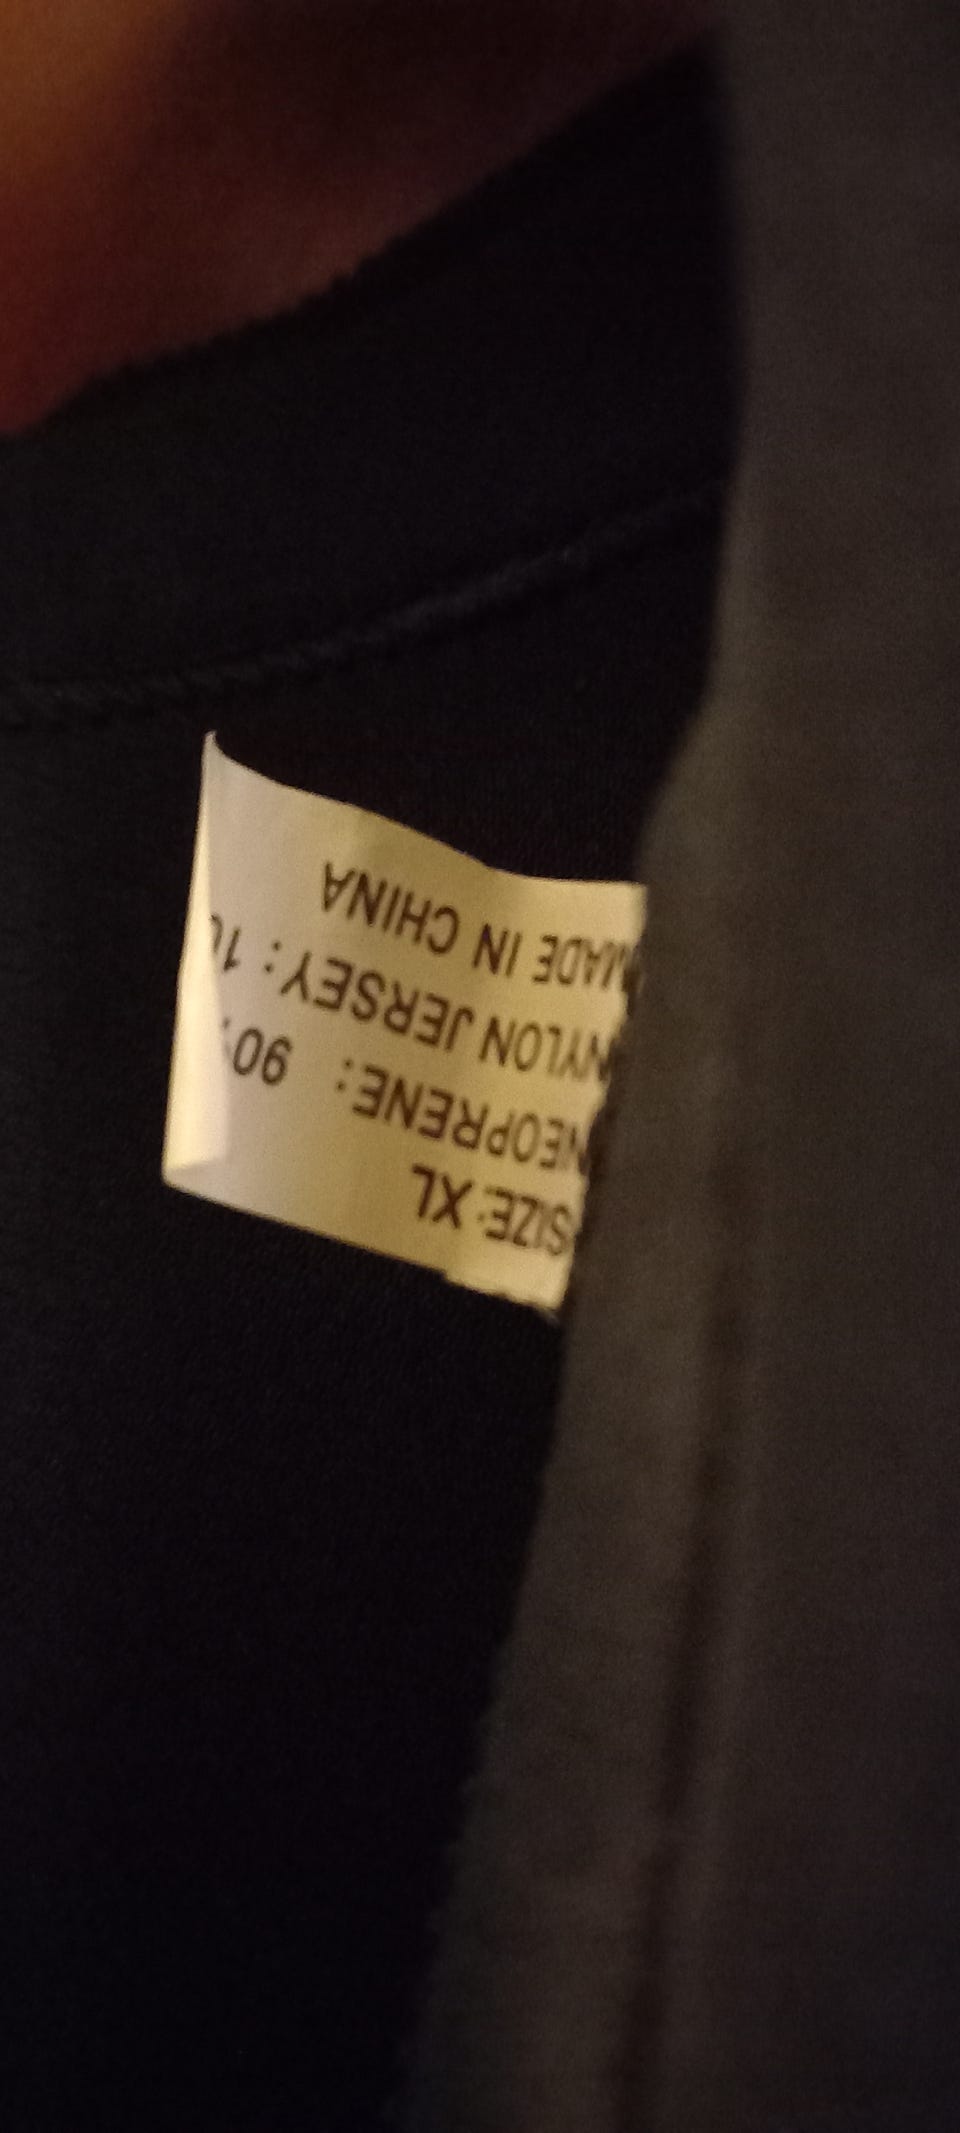 SIZE: XL
NEOPRENE: 90%
NYLON JERSEY: 10
MADE IN CHINA